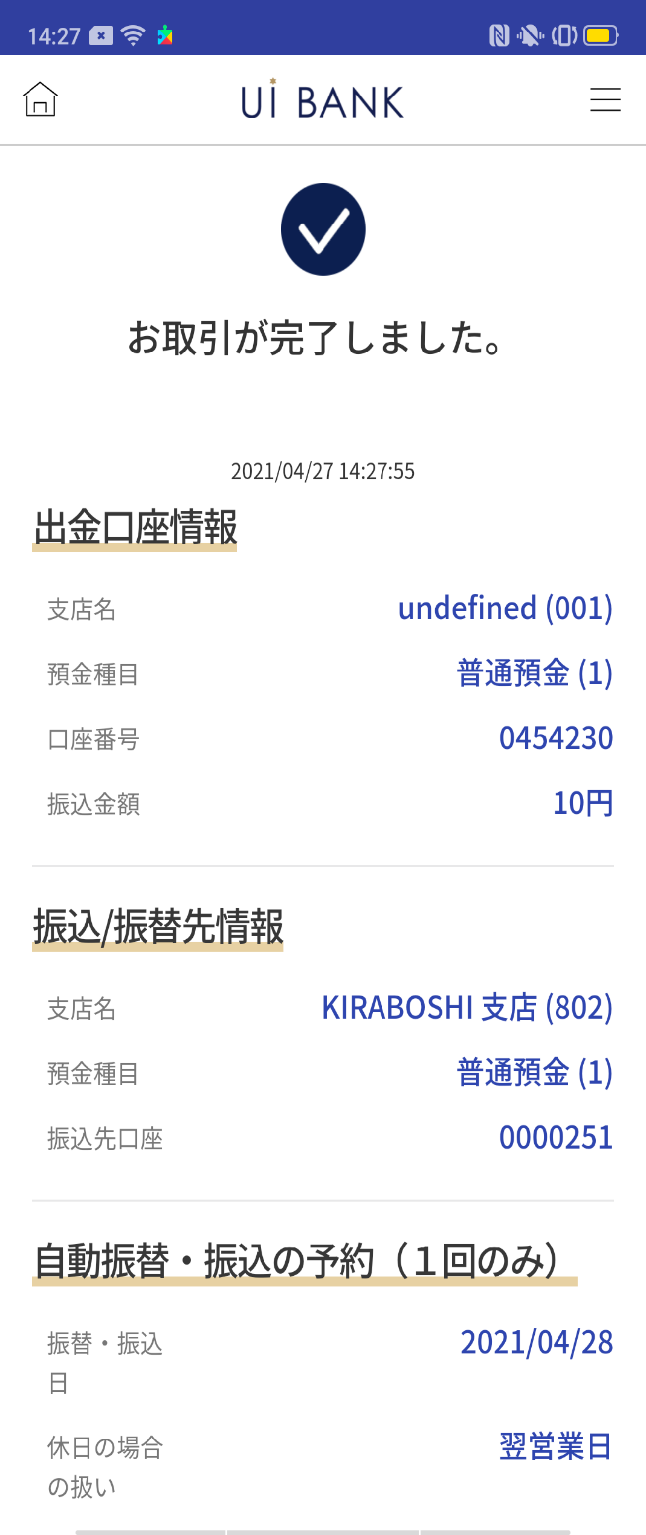 14:27
UI BANK
お取引が完了しました。
2021/04/27 14:27:55
出金口座情報
支店名 undefined (001)
預金種目 普通預金 (1)
口座番号 0454230
振込金額 10円
振込/振替先情報
支店名 KIRABOSHI 支店 (802)
預金種目 普通預金 (1)
振込先口座 0000251
自動振替・振込の予約（１回のみ）
振替・振込 2021/04/28
日
休日の場合 翌営業日
の扱い